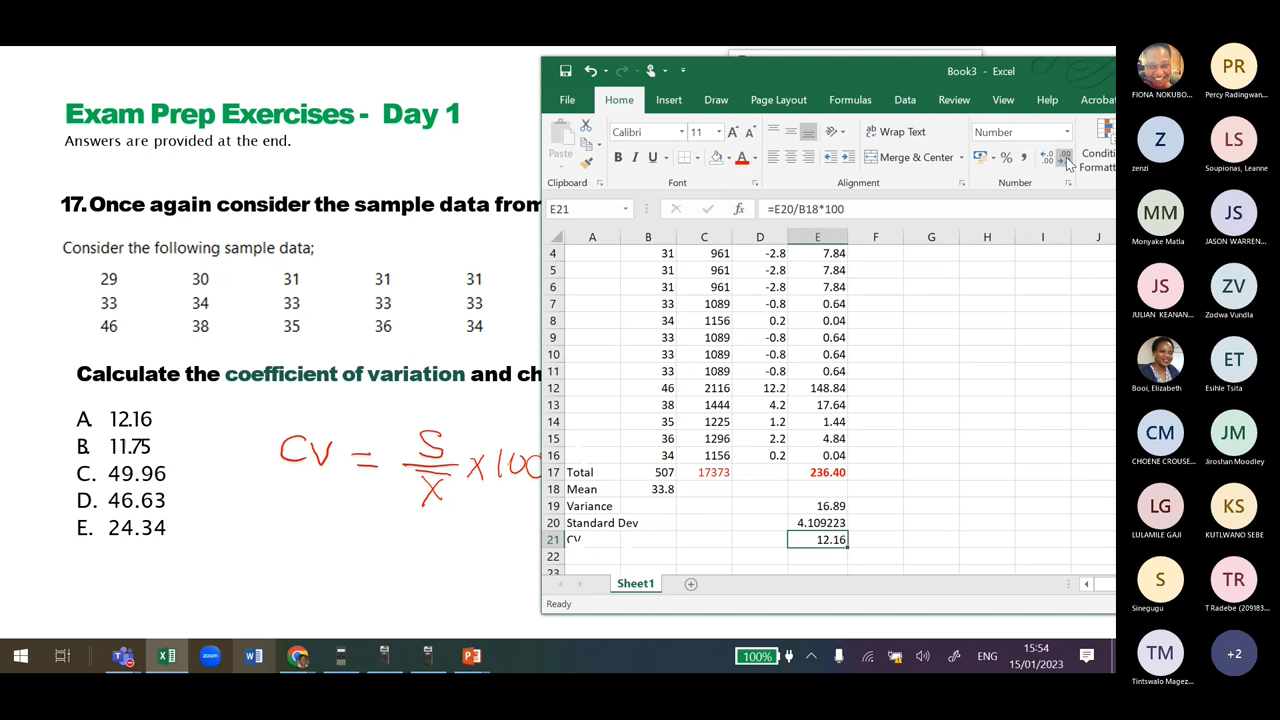 Exam Prep Exercises - Day 1
Answers are provided at the end.
17. Once again consider the sample data from
Consider the following sample data;
29 30 31 31 31
33 34 33 33 33
46 38 35 36 34
Calculate the coefficient of variation and ch
A. 12.16
B. 11.75
C. 49.96
D. 46.63
E. 24.34
CV = S/x̄ × 100
Book3 - Excel
File Home Insert Draw Page Layout Formulas Data Review View Help Acrobat
Calibri 11 Wrap Text Number
Paste B I U Merge & Center % Conditi
Formatt
Clipboard Font Alignment Number
E21 fx =E20/B18*100
A B C D E F G H I J
4 31 961 -2.8 7.84
5 31 961 -2.8 7.84
6 31 961 -2.8 7.84
7 33 1089 -0.8 0.64
8 34 1156 0.2 0.04
9 33 1089 -0.8 0.64
10 33 1089 -0.8 0.64
11 33 1089 -0.8 0.64
12 46 2116 12.2 148.84
13 38 1444 4.2 17.64
14 35 1225 1.2 1.44
15 36 1296 2.2 4.84
16 34 1156 0.2 0.04
17 Total 507 17373 236.40
18 Mean 33.8
19 Variance 16.89
20 Standard Dev 4.109223
21 CV 12.16
22
23
Sheet1
Ready
100% ENG 15:54
15/01/2023
FIONA NOKUBO...
PR
Percy Radingwan...
Z
zenzi
LS
Soupionas, Leanne
MM
Monyake Matla
JS
JASON WARREN...
JS
JULIAN KEANAN...
ZV
Zodwa Vundla
Booi, Elizabeth
ET
Esihle Tsita
CM
CHOENE CROUSE...
JM
Jiroshan Moodley
LG
LULAMILE GAJI
KS
KUTLWANO SEBE
S
Sinegugu
TR
T Radebe (209183...
TM
Tintswalo Magez...
+2